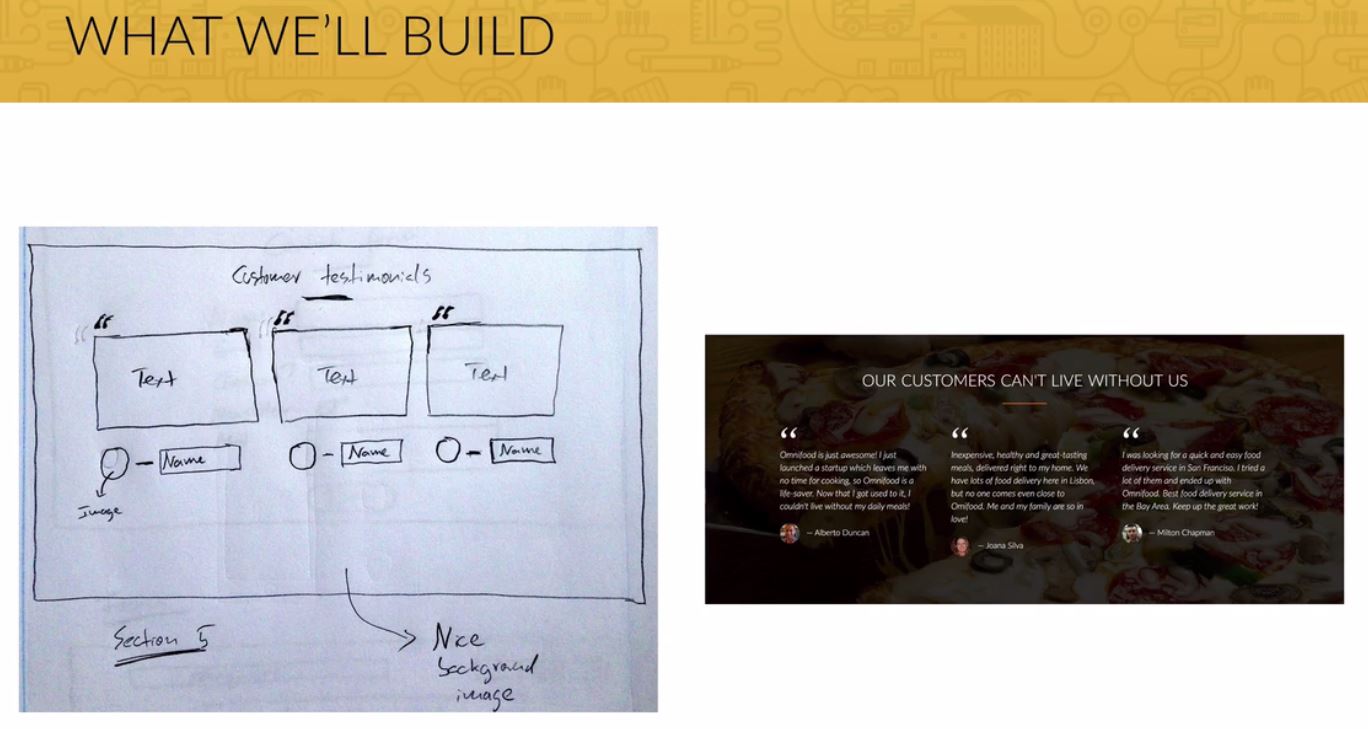 WHAT WE'LL BUILD
Customer testimonials
“ “ “
Text Text Text
— Name – Name – Name
Image
Section 5
Nice
background
image
OUR CUSTOMERS CAN'T LIVE WITHOUT US
“
Omnifood is just awesome! I just
launched a startup which leaves me with
no time for cooking, so Omnifood is a
life-saver. Now that I got used to it, I
couldn't live without my daily meals!
— Alberto Duncan
“
Inexpensive, healthy and great-tasting
meals, delivered right to my home. We
have lots of food delivery here in Lisbon,
but no one comes even close to
Omifood. Me and my family are so in
love!
— Joana Silva
“
I was looking for a quick and easy food
delivery service in San Franciso. I tried a
lot of them and ended up with
Omnifood. Best food delivery service in
the Bay Area. Keep up the great work!
— Milton Chapman